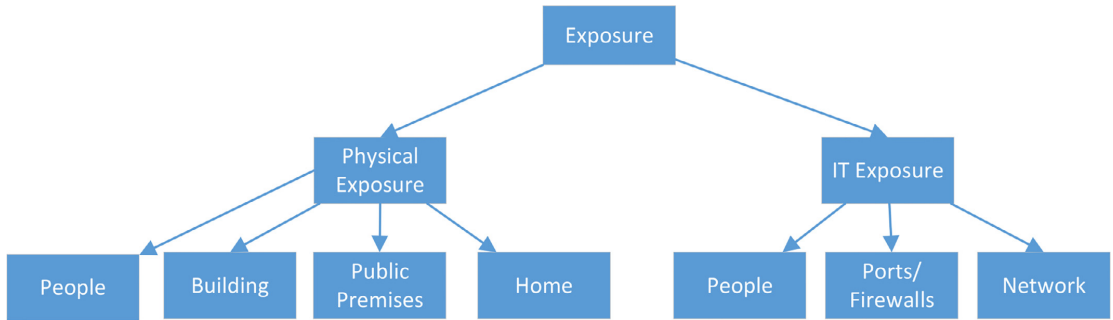 Exposure
Physical
Exposure
IT Exposure
People
Building
Public
Premises
Home
People
Ports/
Firewalls
Network